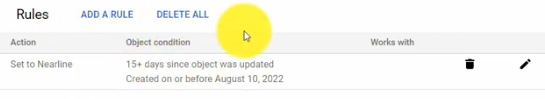 Rules ADD A RULE DELETE ALL
Action Object condition Works with
Set to Nearline 15+ days since object was updated
Created on or before August 10, 2022